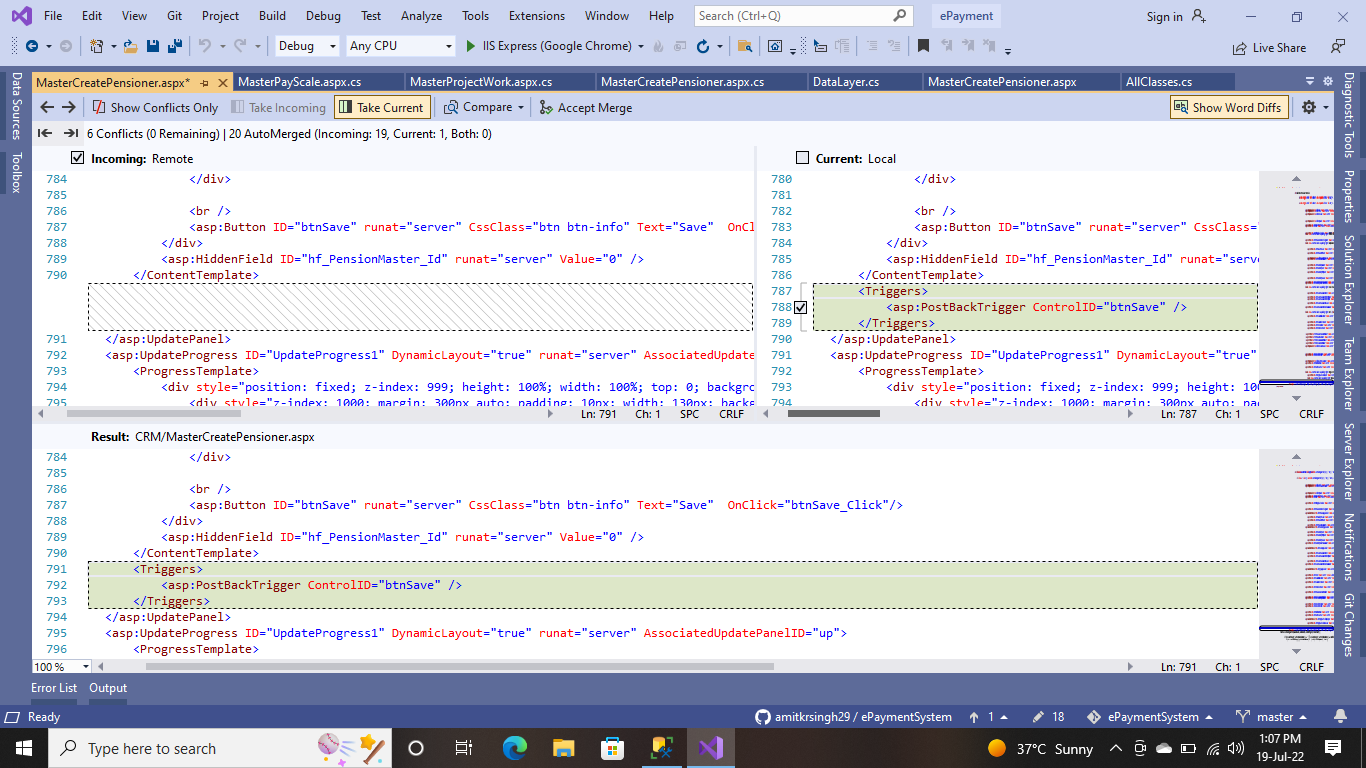 File Edit View Git Project Build Debug Test Analyze Tools Extensions Window Help Search (Ctrl+Q) ePayment Sign in
Debug Any CPU IIS Express (Google Chrome) Live Share
MasterCreatePensioner.aspx* MasterPayScale.aspx.cs MasterProjectWork.aspx.cs MasterCreatePensioner.aspx.cs DataLayer.cs MasterCreatePensioner.aspx AllClasses.cs
Show Conflicts Only Take Incoming Take Current Compare Accept Merge Show Word Diffs
6 Conflicts (0 Remaining) | 20 AutoMerged (Incoming: 19, Current: 1, Both: 0)
Data Sources
Toolbox
Incoming: Remote
784 </div>
785
786 <br />
787 <asp:Button ID="btnSave" runat="server" CssClass="btn btn-info" Text="Save" OnCl
788 </div>
789 <asp:HiddenField ID="hf_PensionMaster_Id" runat="server" Value="0" />
790 </ContentTemplate>
791 </asp:UpdatePanel>
792 <asp:UpdateProgress ID="UpdateProgress1" DynamicLayout="true" runat="server" AssociatedUpdate
793 <ProgressTemplate>
794 <div style="position: fixed; z-index: 999; height: 100%; width: 100%; top: 0; backgro
795 <div style="z-index: 1000; margin: 300px auto; padding: 10px; width: 130px; backg
Ln: 791 Ch: 1 SPC CRLF
Current: Local
780 </div>
781
782 <br />
783 <asp:Button ID="btnSave" runat="server" CssClass=
784 </div>
785 <asp:HiddenField ID="hf_PensionMaster_Id" runat="serve
786 </ContentTemplate>
787 <Triggers>
788 <asp:PostBackTrigger ControlID="btnSave" />
789 </Triggers>
790 </asp:UpdatePanel>
791 <asp:UpdateProgress ID="UpdateProgress1" DynamicLayout="true"
792 <ProgressTemplate>
793 <div style="position: fixed; z-index: 999; height: 100
794 <div style="z-index: 1000; margin: 300px auto; pad
Ln: 787 Ch: 1 SPC CRLF
Result: CRM/MasterCreatePensioner.aspx
784 </div>
785
786 <br />
787 <asp:Button ID="btnSave" runat="server" CssClass="btn btn-info" Text="Save" OnClick="btnSave_Click"/>
788 </div>
789 <asp:HiddenField ID="hf_PensionMaster_Id" runat="server" Value="0" />
790 </ContentTemplate>
791 <Triggers>
792 <asp:PostBackTrigger ControlID="btnSave" />
793 </Triggers>
794 </asp:UpdatePanel>
795 <asp:UpdateProgress ID="UpdateProgress1" DynamicLayout="true" runat="server" AssociatedUpdatePanelID="up">
796 <ProgressTemplate>
100 % Ln: 791 Ch: 1 SPC CRLF
Diagnostic Tools
Properties
Solution Explorer
Team Explorer
Server Explorer
Notifications
Git Changes
Error List Output
Ready amitkrsingh29 / ePaymentSystem 1 18 ePaymentSystem master
Type here to search 37°C Sunny 1:07 PM
19-Jul-22